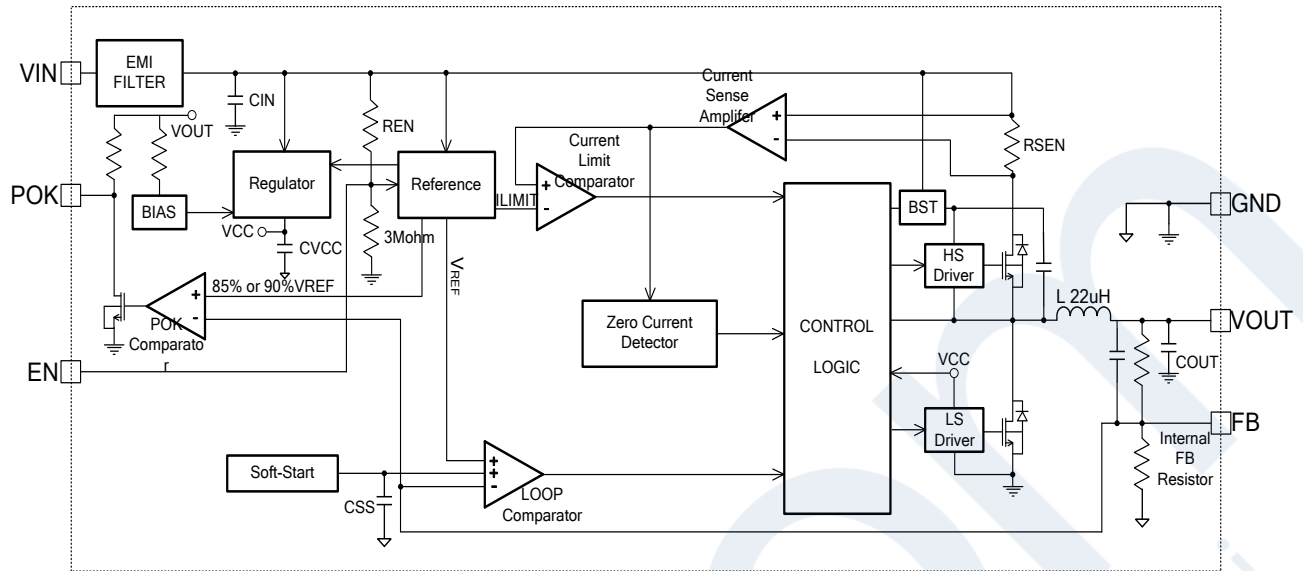 VIN
EMI
FILTER
CIN
VOUT
REN
Current
Sense
Amplifer
+
-
RSEN
Current
Limit
Comparator
POK
BIAS
Regulator
Reference
ILIMIT
+
-
BST
GND
VCC
CVCC
3Mohm
VREF
HS
Driver
85% or 90%VREF
+
-
POK
Comparato
r
Zero Current
Detector
CONTROL
LOGIC
L 22uH
VOUT
COUT
EN
VCC
LS
Driver
FB
Internal
FB
Resistor
Soft-Start
CSS
+
+
-
LOOP
Comparator